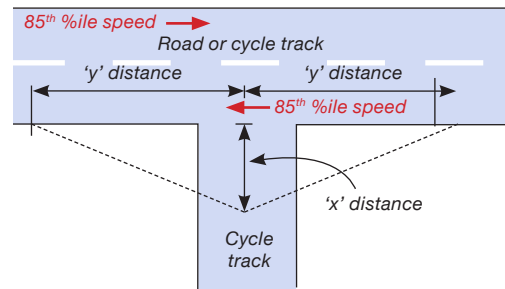 85th %ile speed
Road or cycle track
‘y’ distance
‘y’ distance
85th %ile speed
‘x’ distance
Cycle
track